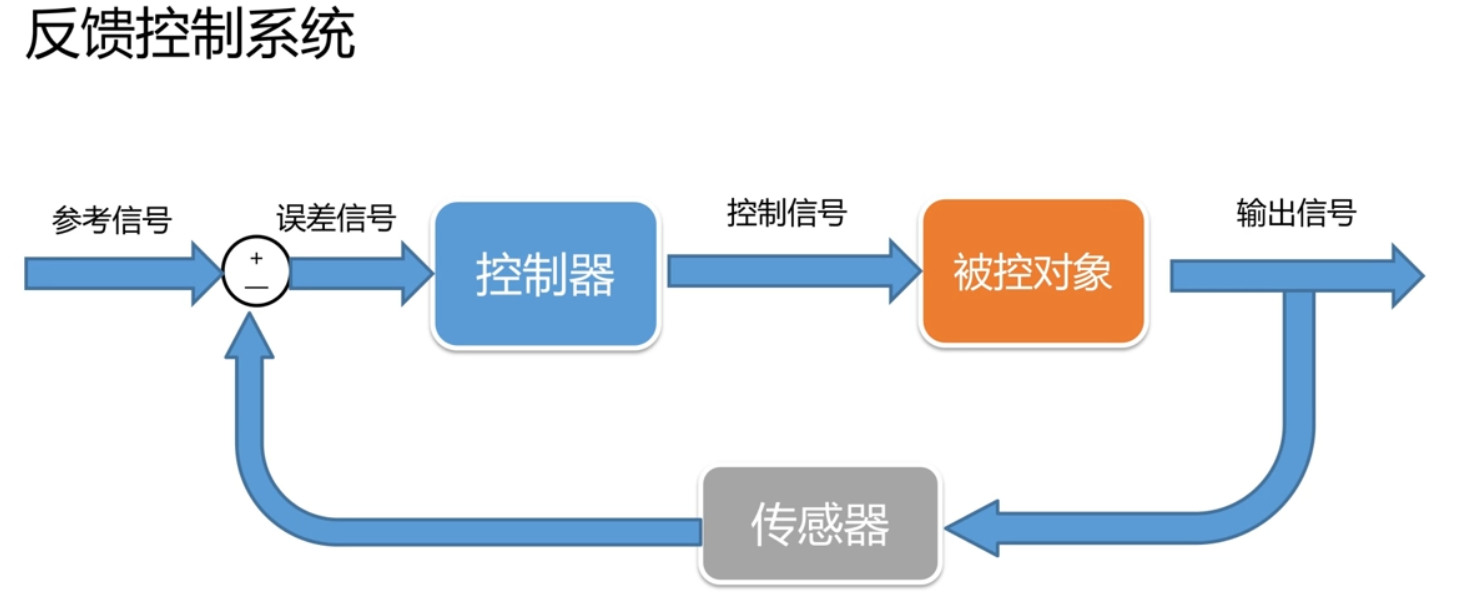 反馈控制系统
参考信号
误差信号
控制信号
输出信号
+
—
控制器
被控对象
传感器